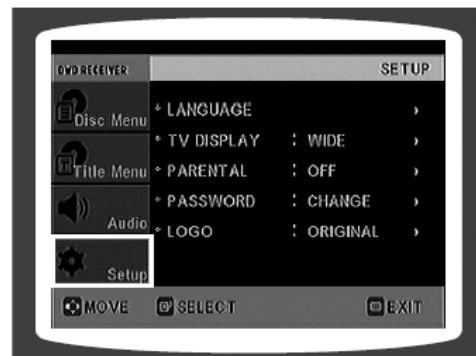 DVD RECEIVER SETUP
Disc Menu
Title Menu
Audio
Setup
◦ LANGUAGE ›
◦ TV DISPLAY : WIDE ›
◦ PARENTAL : OFF ›
◦ PASSWORD : CHANGE ›
◦ LOGO : ORIGINAL ›
MOVE SELECT EXIT